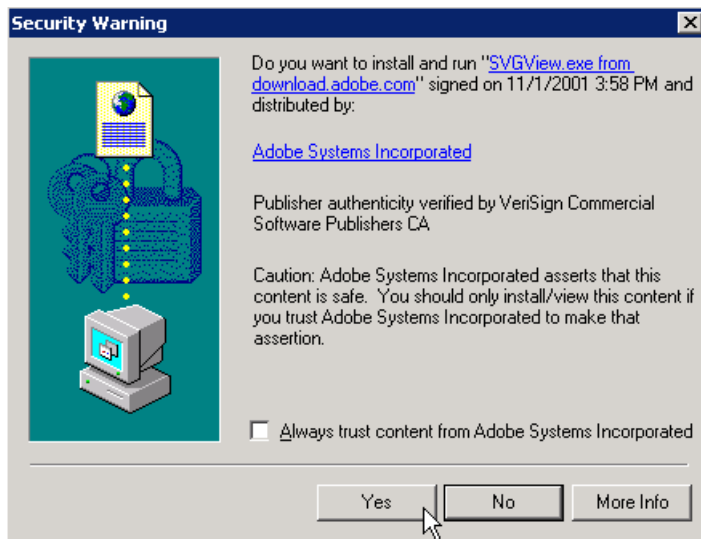 Security Warning
Do you want to install and run "SVGView.exe from
download.adobe.com" signed on 11/1/2001 3:58 PM and
distributed by:
Adobe Systems Incorporated
Publisher authenticity verified by VeriSign Commercial
Software Publishers CA
Caution: Adobe Systems Incorporated asserts that this
content is safe.  You should only install/view this content if
you trust Adobe Systems Incorporated to make that
assertion.
Always trust content from Adobe Systems Incorporated
Yes No More Info